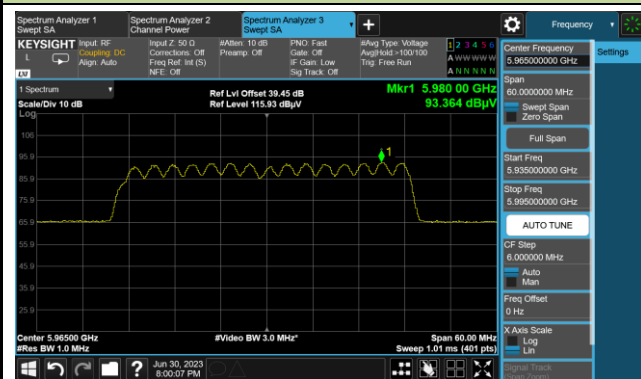 Spectrum Analyzer 1
Swept SA
Spectrum Analyzer 2
Channel Power
Spectrum Analyzer 3
Swept SA
Frequency
KEYSIGHT
L
LXI
Input: RF
Coupling: DC
Align: Auto
Input Z: 50 Ω
Corrections: Off
Freq Ref: Int (S)
NFE: Off
#Atten: 10 dB
Preamp: Off
PNO: Fast
Gate: Off
IF Gain: Low
Sig Track: Off
#Avg Type: Voltage
Avg|Hold:>100/100
Trig: Free Run
1 2 3 4 5 6
A W W W W W
A N N N N N
1 Spectrum
Scale/Div 10 dB
Log
Ref Lvl Offset 39.45 dB
Ref Level 115.93 dBµV
Mkr1 5.980 00 GHz
93.364 dBµV
1
106
95.9
85.9
75.9
65.9
55.9
45.9
35.9
25.9
Center 5.96500 GHz
#Res BW 1.0 MHz
#Video BW 3.0 MHz*
Span 60.00 MHz
Sweep 1.01 ms (401 pts)
Jun 30, 2023
8:00:07 PM
Center Frequency
5.965000000 GHz
Span
60.0000000 MHz
Swept Span
Zero Span
Full Span
Start Freq
5.935000000 GHz
Stop Freq
5.995000000 GHz
AUTO TUNE
CF Step
6.000000 MHz
Auto
Man
Freq Offset
0 Hz
X Axis Scale
Log
Lin
Signal Track
(Span Zoom)
Settings